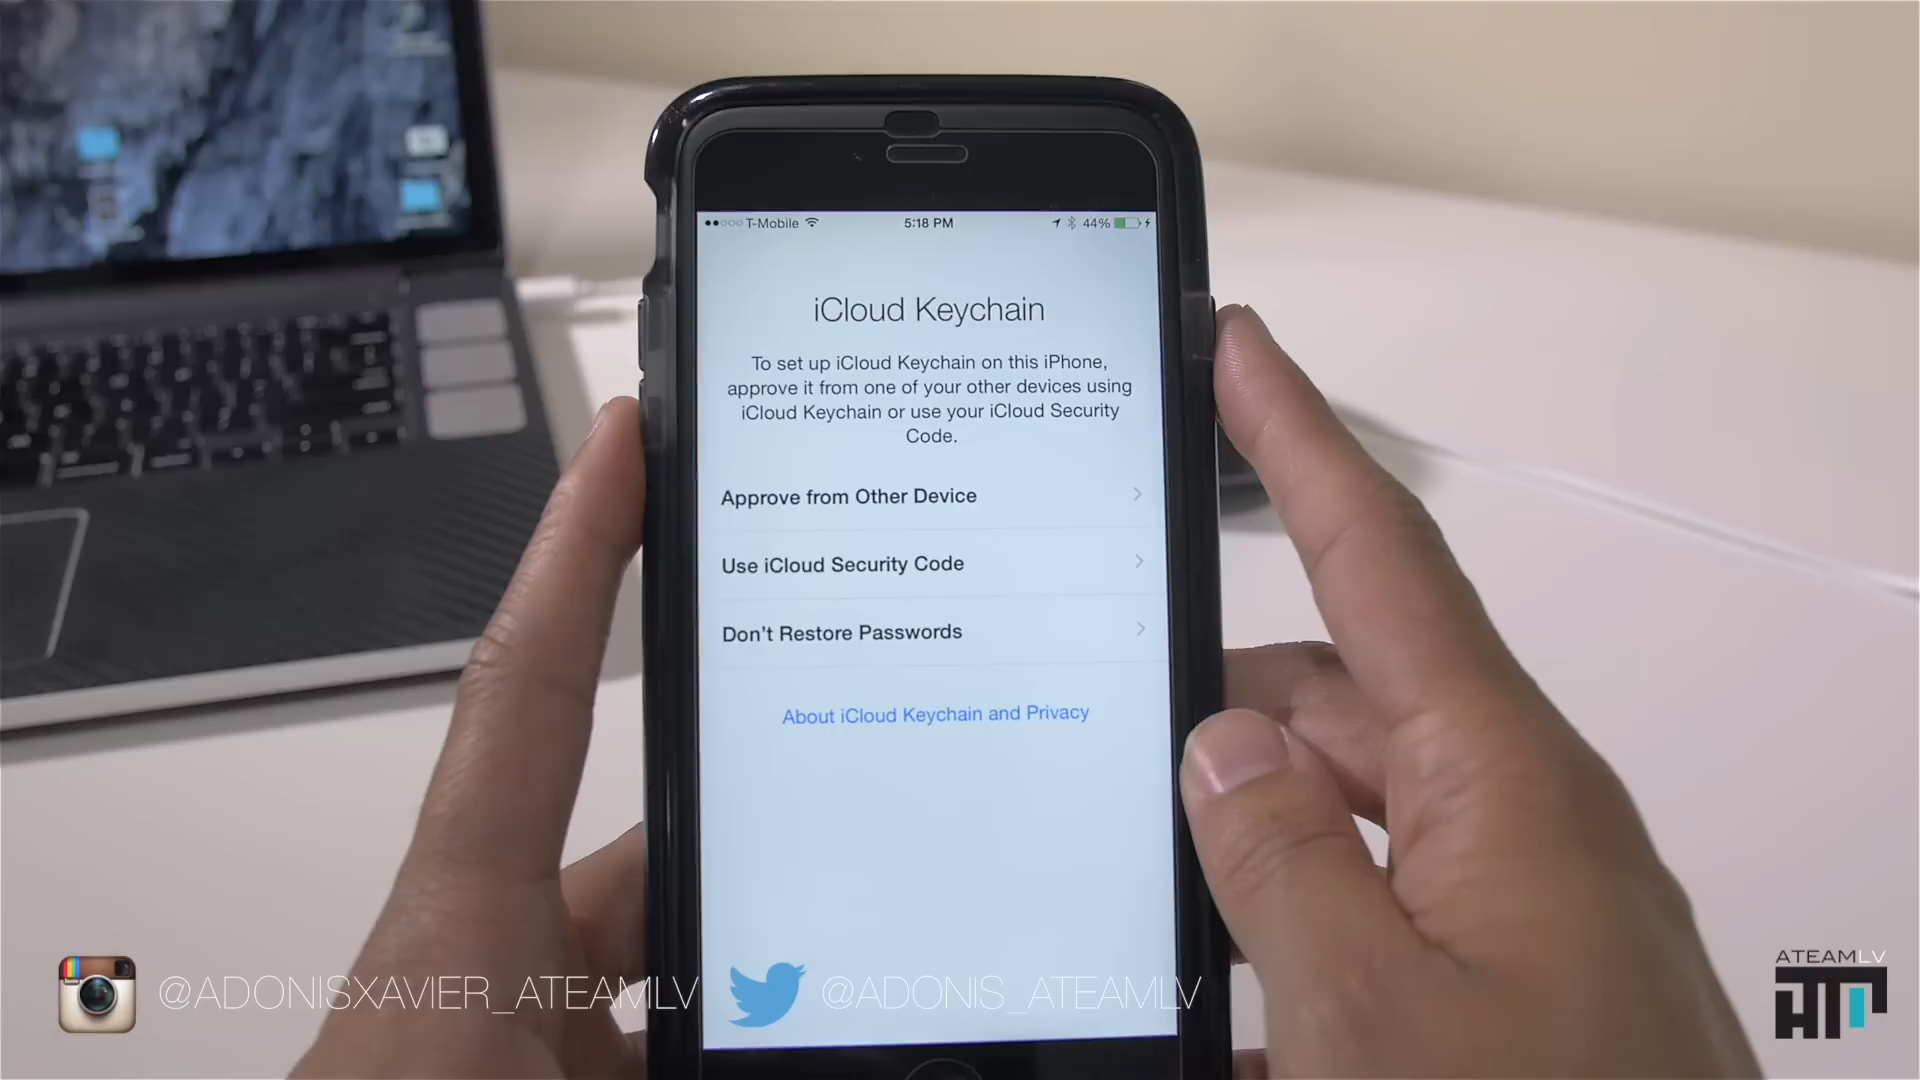 T-Mobile 5:18 PM 44%
iCloud Keychain
To set up iCloud Keychain on this iPhone,
approve it from one of your other devices using
iCloud Keychain or use your iCloud Security
Code.
Approve from Other Device
Use iCloud Security Code
Don't Restore Passwords
About iCloud Keychain and Privacy
@ADONISXAVIER_ATEAMLV
@ADONIS_ATEAMLV
ATEAMLV